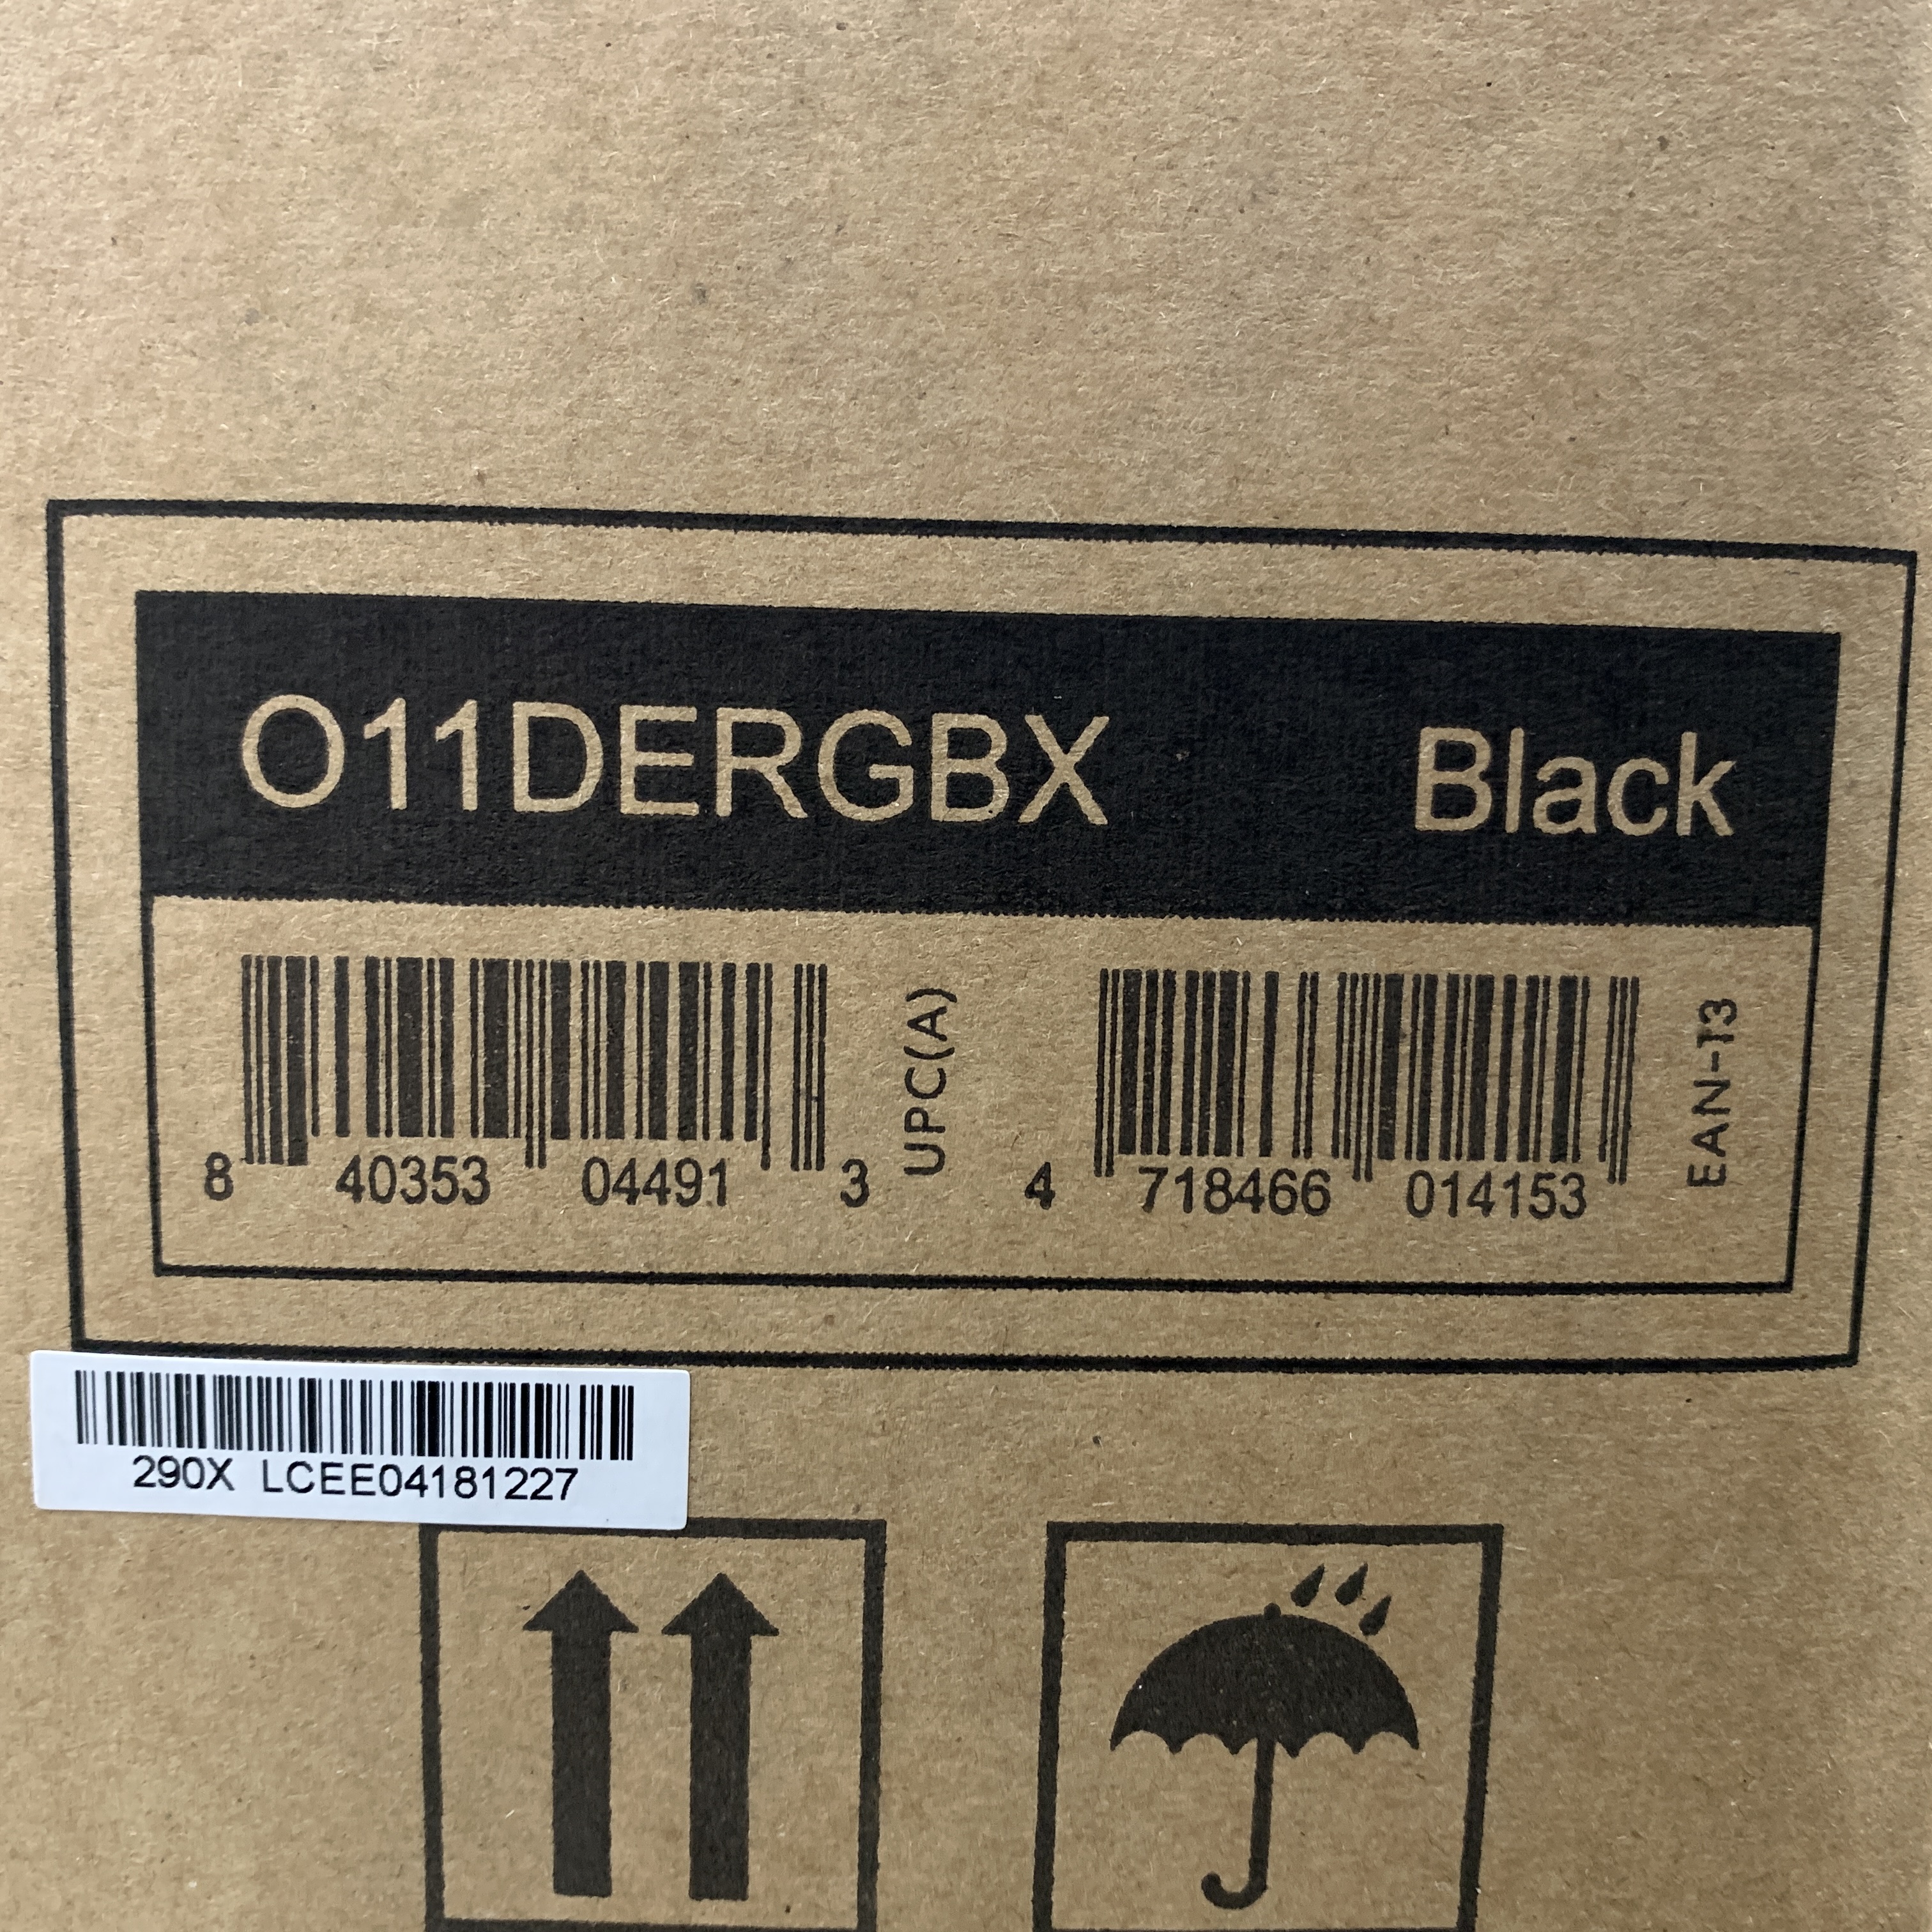 O11DERGBX Black
8 40353 04491 3
UPC(A)
4 718466 014153
EAN-13
290X LCEE04181227